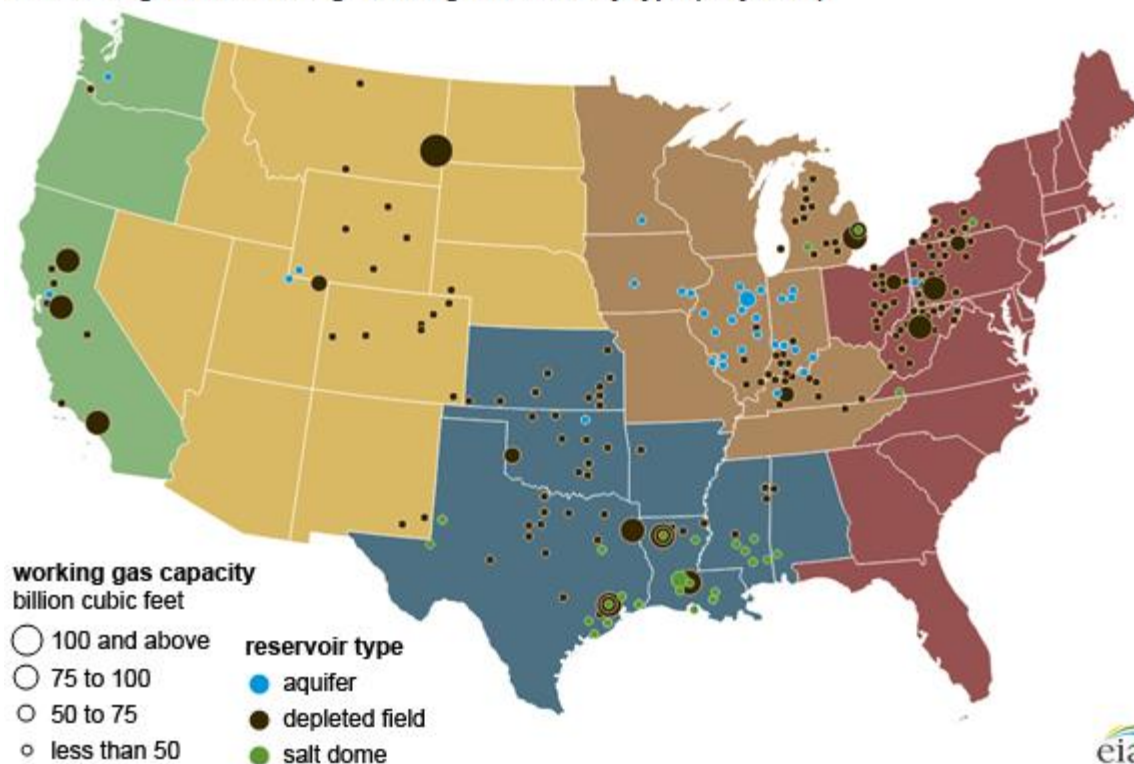 working gas capacity
billion cubic feet
100 and above
75 to 100
50 to 75
less than 50
reservoir type
aquifer
depleted field
salt dome